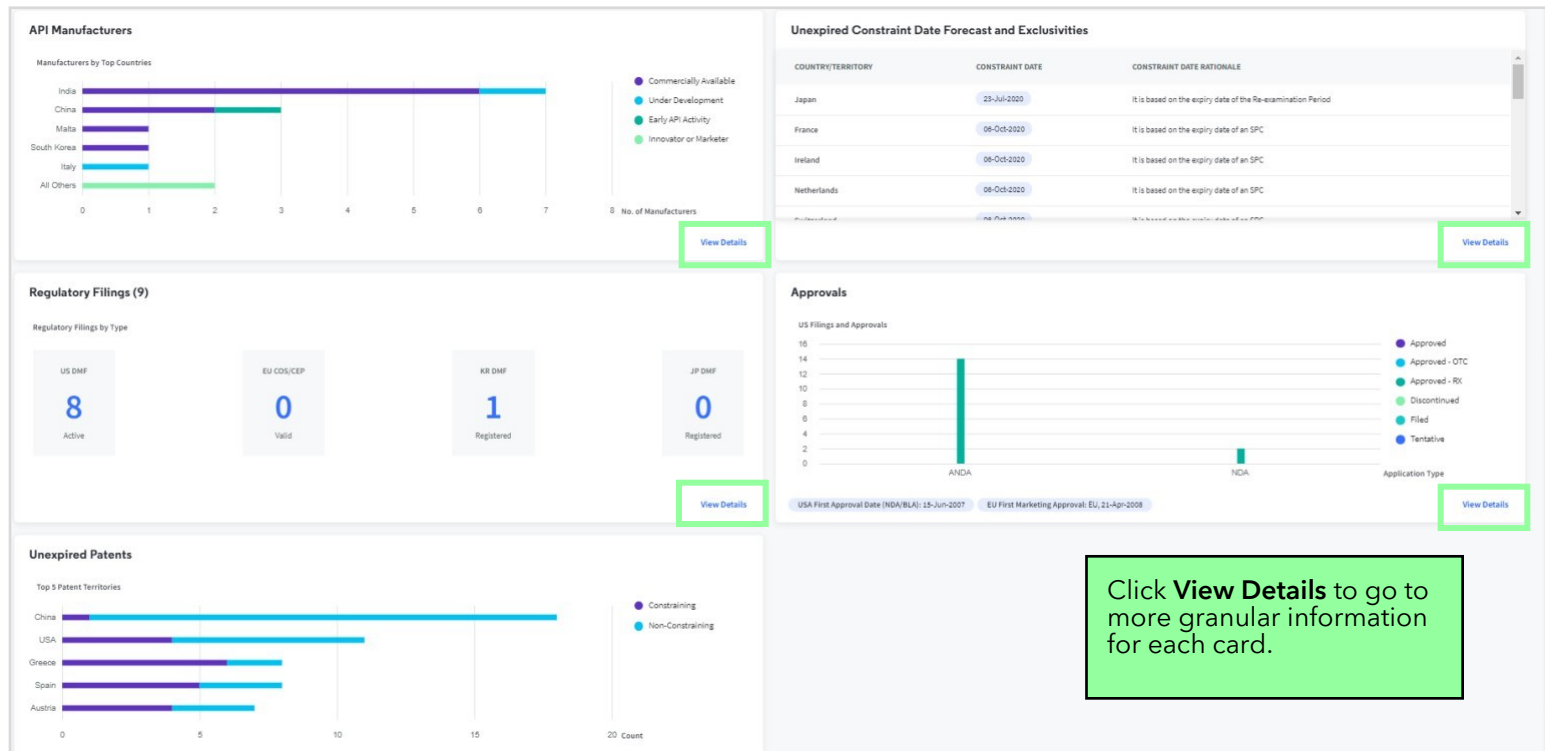 API Manufacturers
Manufacturers by Top Countries
India
China
Malta
South Korea
Italy
All Others
0 1 2 3 4 5 6 7 8 No. of Manufacturers
Commercially Available
Under Development
Early API Activity
Innovator or Marketer
View Details
Unexpired Constraint Date Forecast and Exclusivities
COUNTRY/TERRITORY CONSTRAINT DATE CONSTRAINT DATE RATIONALE
Japan 23-Jul-2020 It is based on the expiry date of the Re-examination Period
France 06-Oct-2020 It is based on the expiry date of an SPC
Ireland 06-Oct-2020 It is based on the expiry date of an SPC
Netherlands 06-Oct-2020 It is based on the expiry date of an SPC
View Details
Regulatory Filings (9)
Regulatory Filings by Type
US DMF
8
Active
EU COS/CEP
0
Valid
KR DMF
1
Registered
JP DMF
0
Registered
View Details
Approvals
US Filings and Approvals
16
14
12
10
8
6
4
2
0
ANDA NDA Application Type
Approved
Approved - OTC
Approved - RX
Discontinued
Filed
Tentative
USA First Approval Date (NDA/BLA): 15-Jun-2007 EU First Marketing Approval: EU, 21-Apr-2008
View Details
Unexpired Patents
Top 5 Patent Territories
China
USA
Greece
Spain
Austria
0 5 10 15 20 Count
Constraining
Non-Constraining
Click View Details to go to
more granular information
for each card.